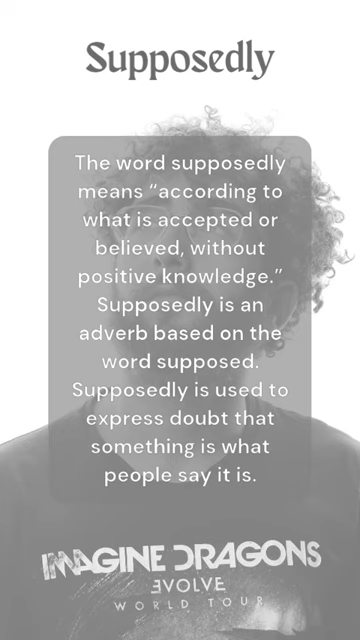 Supposedly
The word supposedly
means “according to
what is accepted or
believed, without
positive knowledge.”
Supposedly is an
adverb based on the
word supposed.
Supposedly is used to
express doubt that
something is what
people say it is.
IMAGINE DRAGONS
EVOLVE
WORLD TOUR